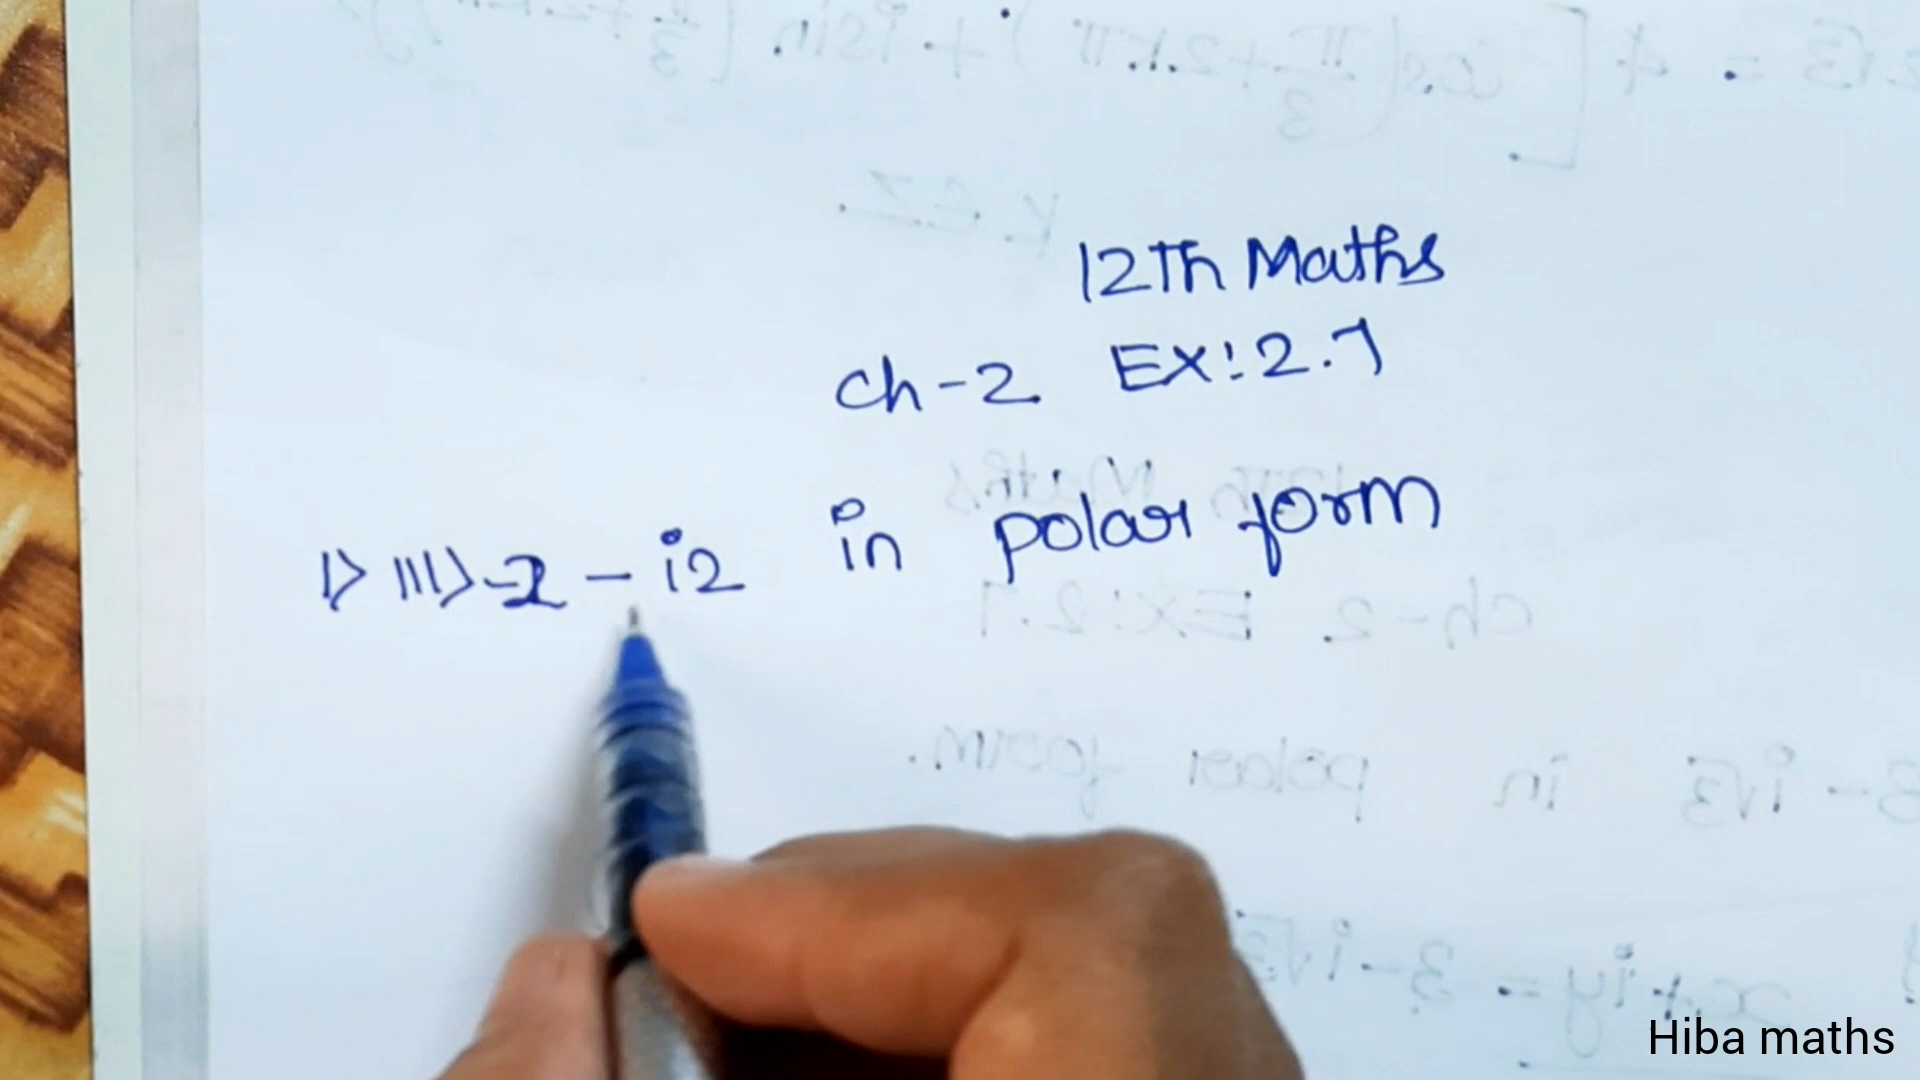 12Th Maths
Ch-2 EX: 2.7
1> III> -2 - i2 in polar form
Hiba maths